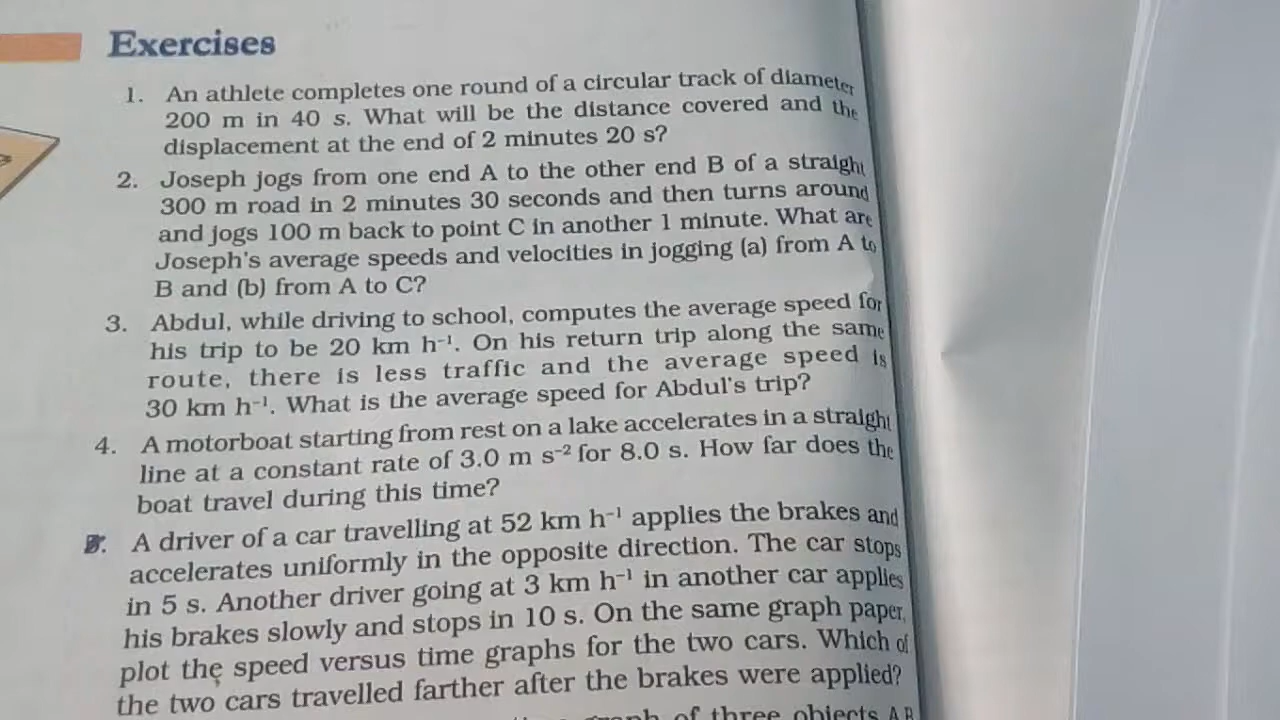 Exercises
1. An athlete completes one round of a circular track of diameter
200 m in 40 s. What will be the distance covered and the
displacement at the end of 2 minutes 20 s?
2. Joseph jogs from one end A to the other end B of a straight
300 m road in 2 minutes 30 seconds and then turns around
and jogs 100 m back to point C in another 1 minute. What are
Joseph's average speeds and velocities in jogging (a) from A to
B and (b) from A to C?
3. Abdul, while driving to school, computes the average speed for
his trip to be 20 km h⁻¹. On his return trip along the same
route, there is less traffic and the average speed is
30 km h⁻¹. What is the average speed for Abdul's trip?
4. A motorboat starting from rest on a lake accelerates in a straight
line at a constant rate of 3.0 m s⁻² for 8.0 s. How far does the
boat travel during this time?
5. A driver of a car travelling at 52 km h⁻¹ applies the brakes and
accelerates uniformly in the opposite direction. The car stops
in 5 s. Another driver going at 3 km h⁻¹ in another car applies
his brakes slowly and stops in 10 s. On the same graph paper,
plot the speed versus time graphs for the two cars. Which of
the two cars travelled farther after the brakes were applied?
graph of three objects A,B